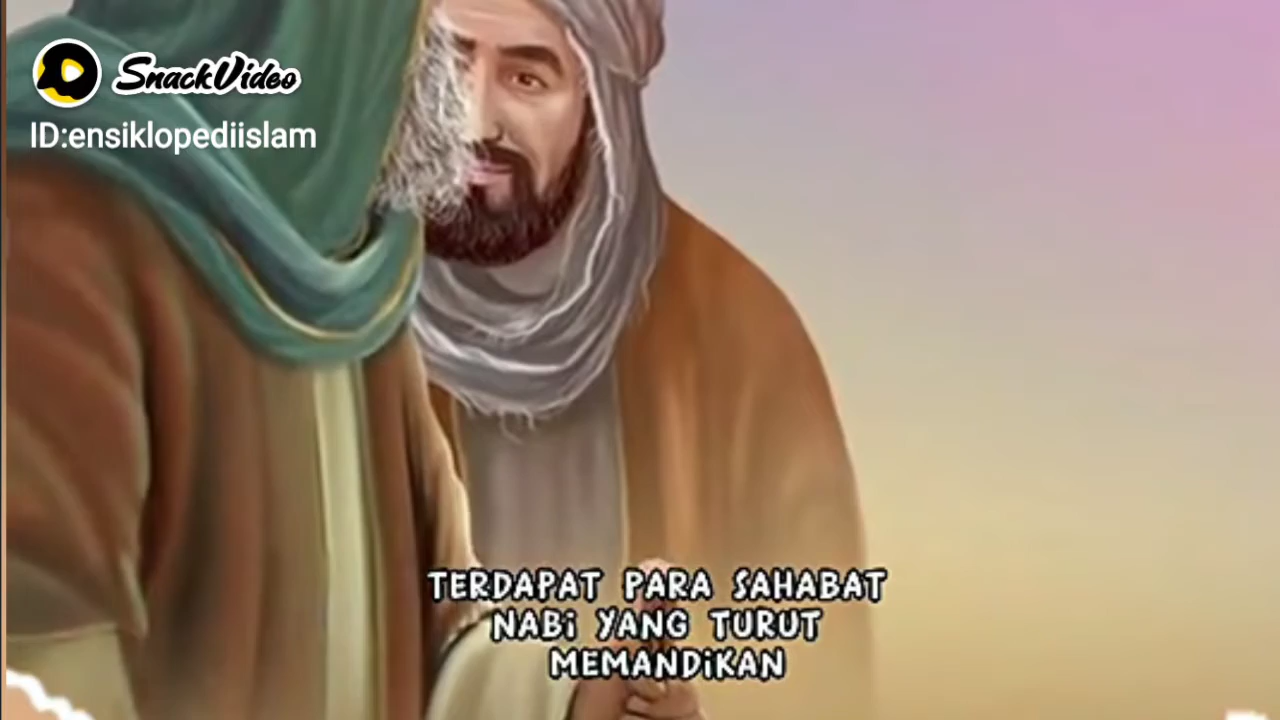 SnackVideo
ID:ensiklopediislam
TERDAPAT PARA SAHABAT
NABi YANG TURUT
MEMANDiKAN